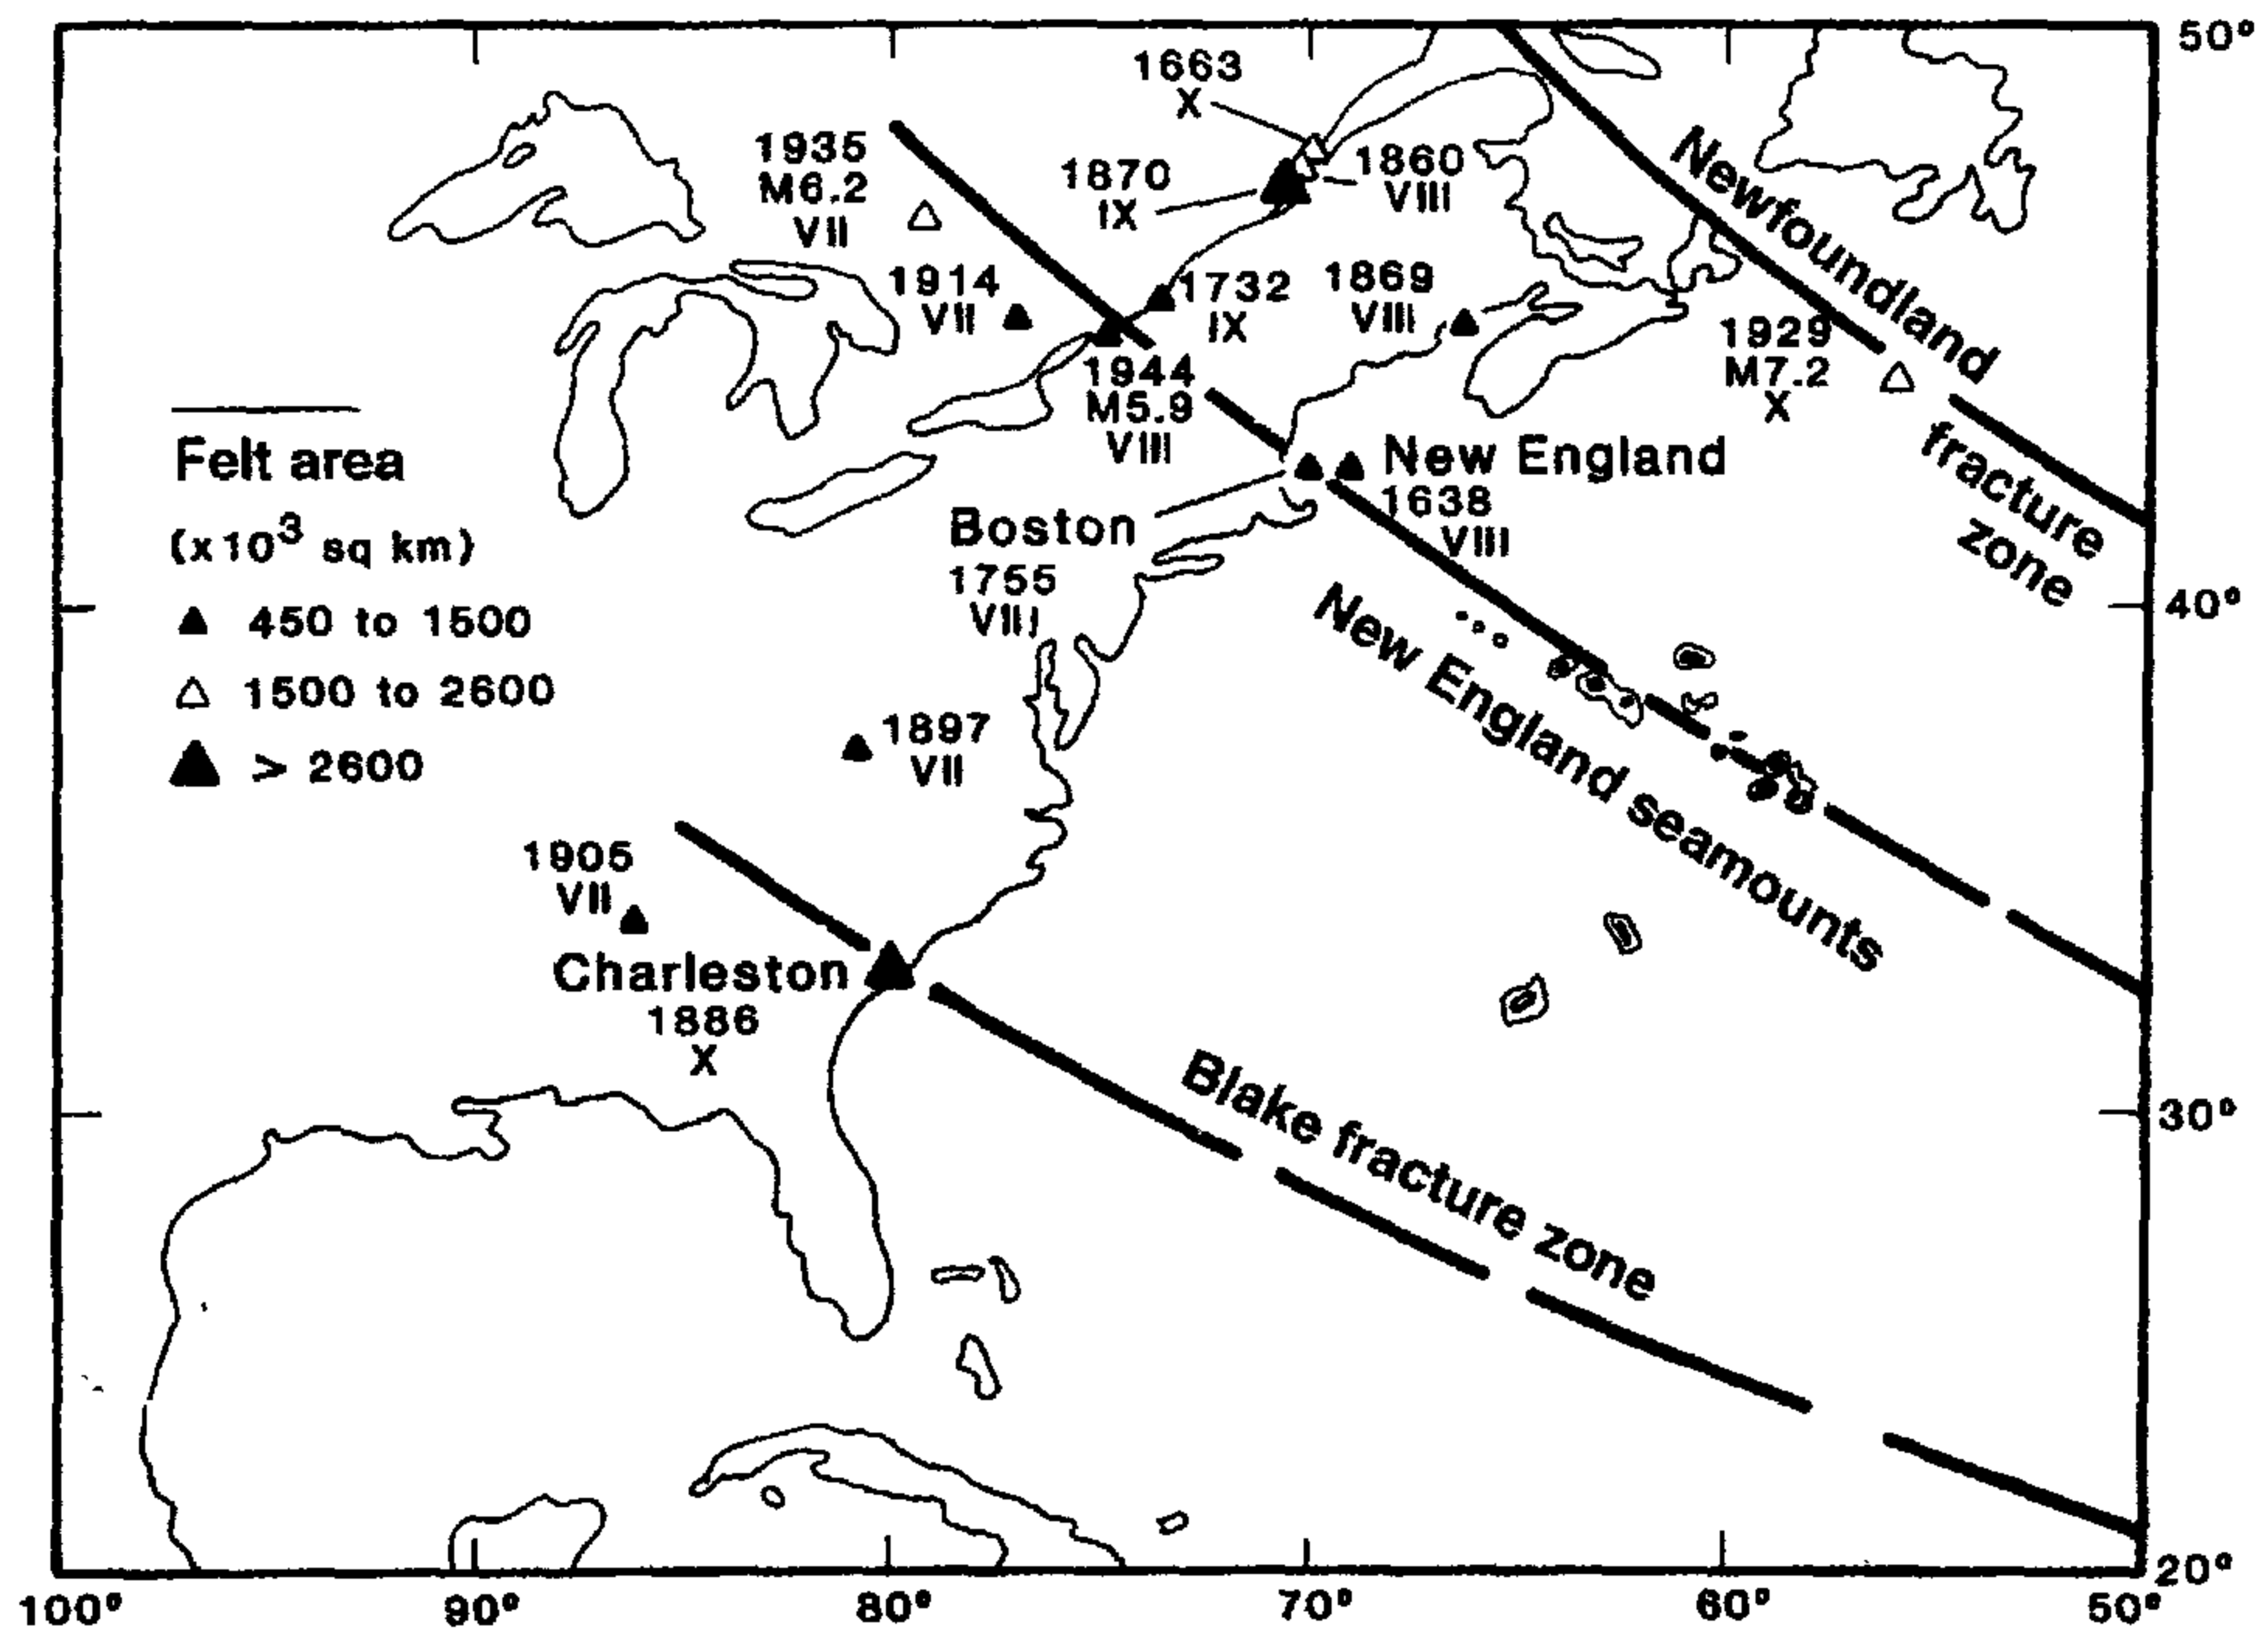 50°
1663
X
1935
M6.2
VII
1870
IX
1860
VIII
Newfoundland
fracture
zone
1914
VII
1732
IX
1869
VIII
1929
M7.2
X
1944
M5.9
VIII
Felt area
(x10³ sq km)
▲ 450 to 1500
△ 1500 to 2600
▲ > 2600
New England
1638
VIII
Boston
1755
VIII
40°
New England seamounts
1897
VII
1905
VII
Charleston
1886
X
Blake fracture zone
30°
20°
100°
90°
80°
70°
60°
50°